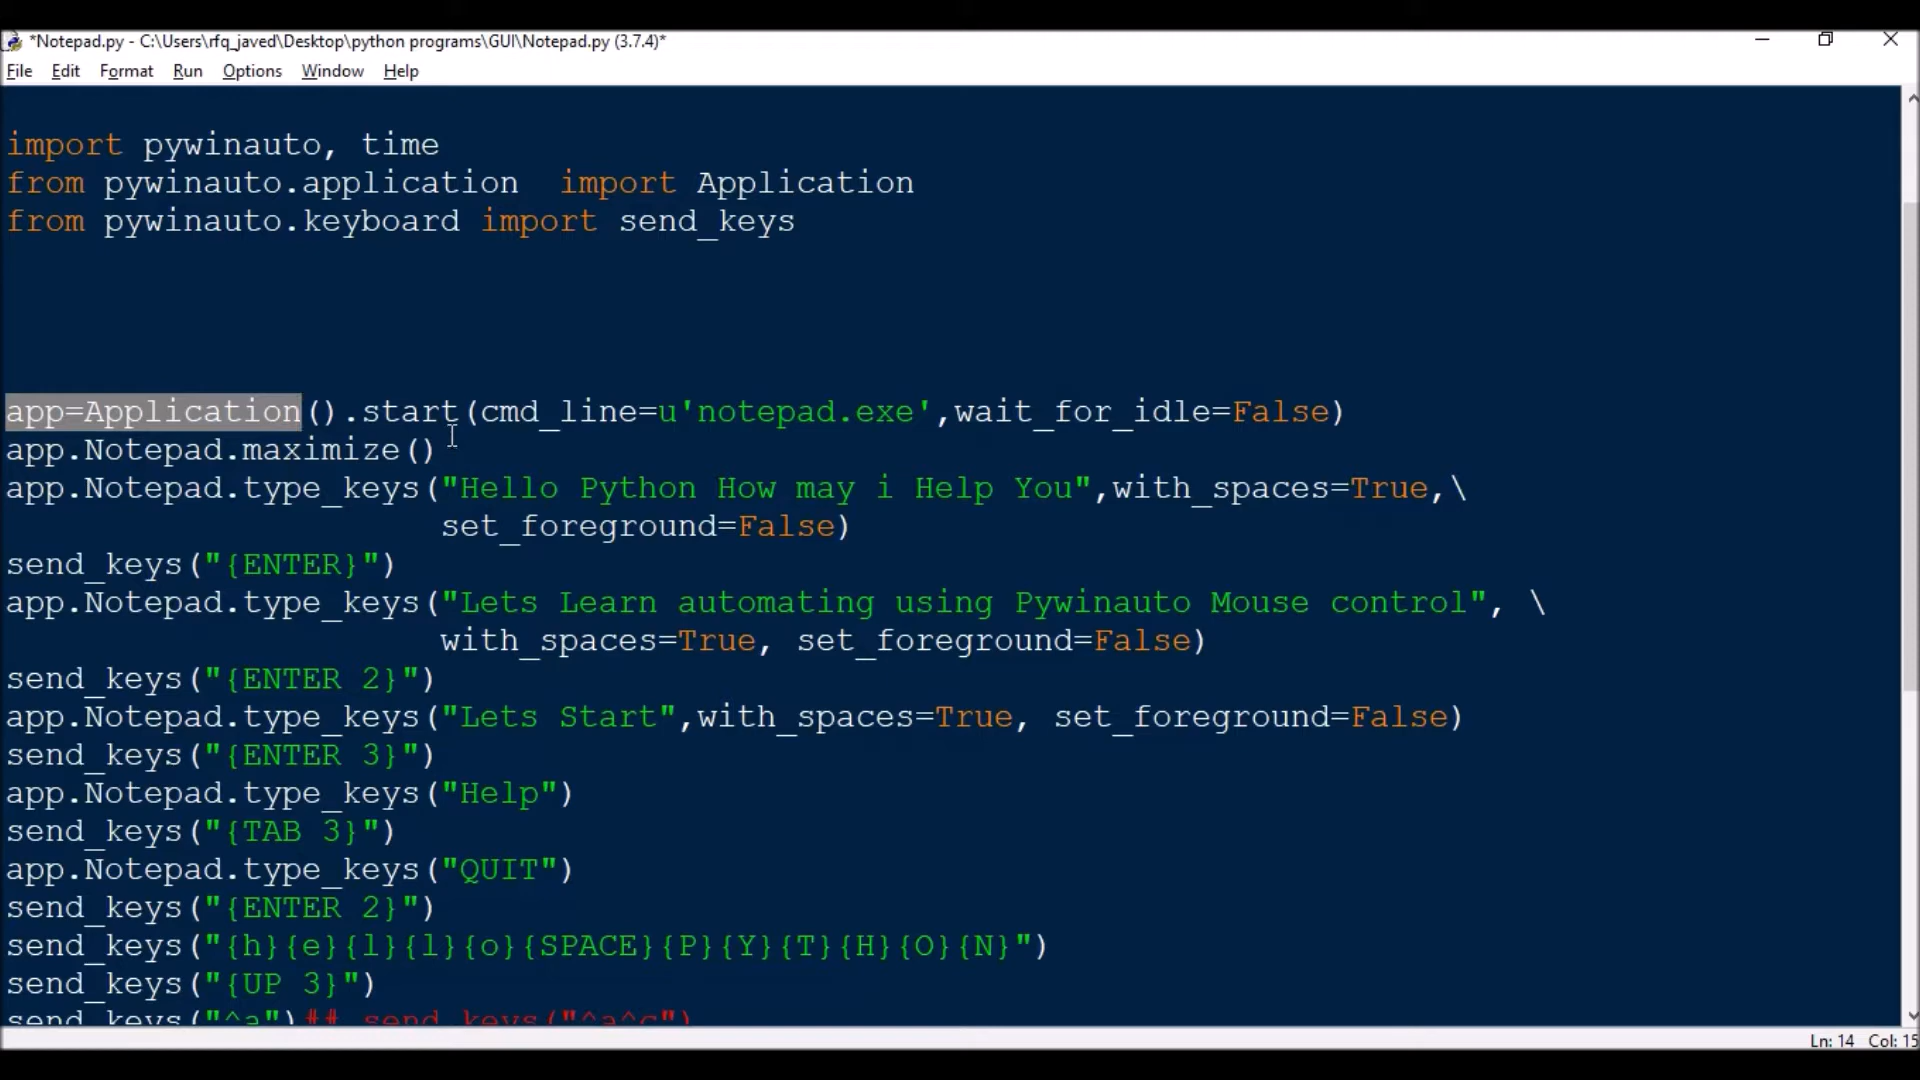 *Notepad.py - C:\Users\rfq_javed\Desktop\python programs\GUI\Notepad.py (3.7.4)*
File Edit Format Run Options Window Help
import pywinauto, time
from pywinauto.application  import Application
from pywinauto.keyboard import send_keys
app=Application().start(cmd_line=u'notepad.exe',wait_for_idle=False)
app.Notepad.maximize()
app.Notepad.type_keys("Hello Python How may i Help You",with_spaces=True,\
set_foreground=False)
send_keys("{ENTER}")
app.Notepad.type_keys("Lets Learn automating using Pywinauto Mouse control", \
with_spaces=True, set_foreground=False)
send_keys("{ENTER 2}")
app.Notepad.type_keys("Lets Start",with_spaces=True, set_foreground=False)
send_keys("{ENTER 3}")
app.Notepad.type_keys("Help")
send_keys("{TAB 3}")
app.Notepad.type_keys("QUIT")
send_keys("{ENTER 2}")
send_keys("{h}{e}{l}{l}{o}{SPACE}{P}{Y}{T}{H}{O}{N}")
send_keys("{UP 3}")
send_keys("^a")## send_keys("^a^c")
Ln: 14 Col: 15